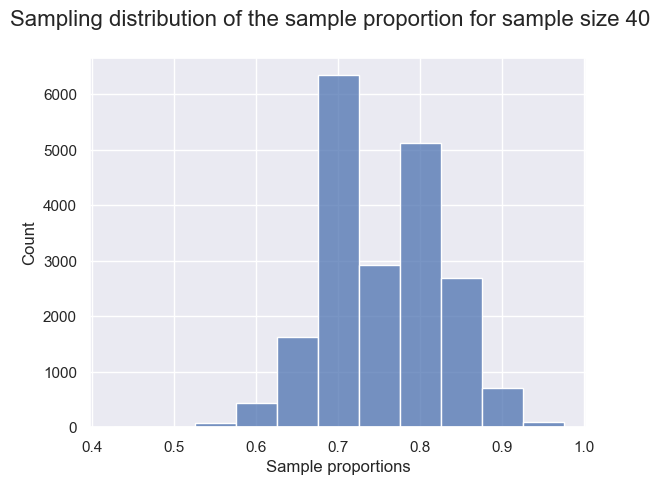 Sampling distribution of the sample proportion for sample size 40
6000
5000
4000
3000
2000
1000
0
Count
0.4 0.5 0.6 0.7 0.8 0.9 1.0
Sample proportions